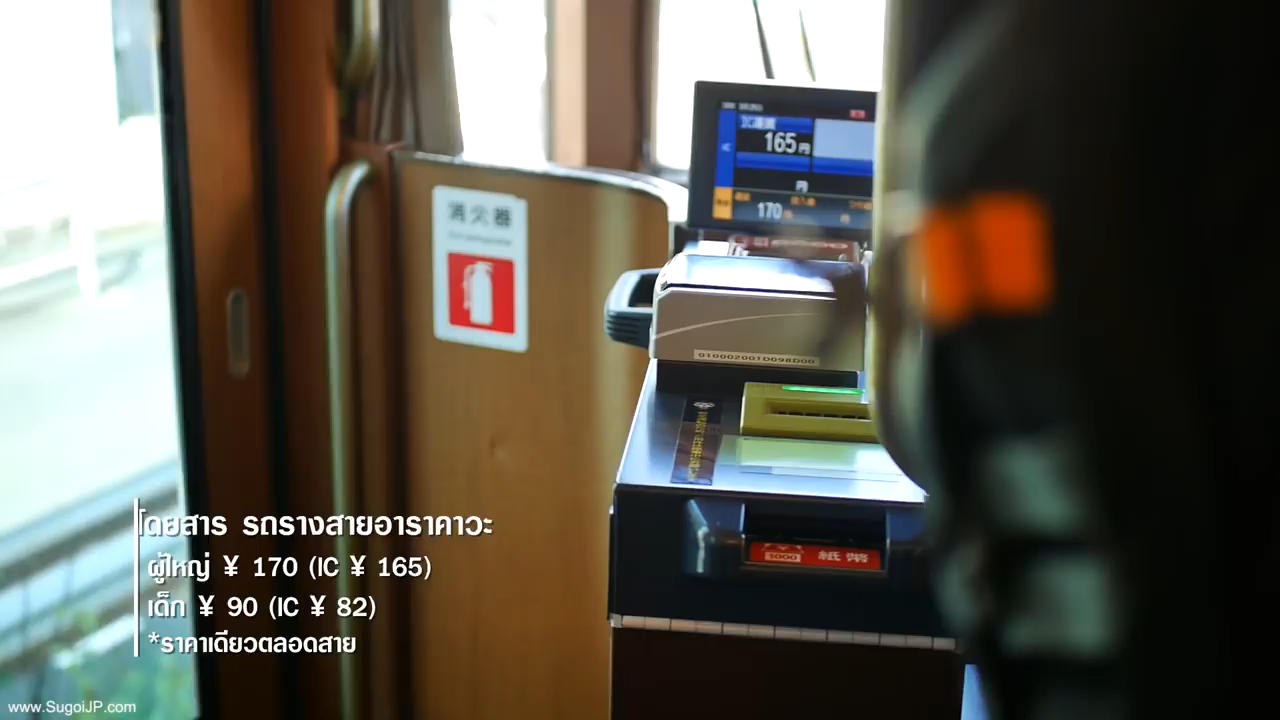 165 円
円
170
消火器
010002001D098D00
1000 紙幣
โดยสาร รถรางสายอาราคาวะ
ผู้ใหญ่ ¥ 170 (IC ¥ 165)
เด็ก ¥ 90 (IC ¥ 82)
*ราคาเดียวตลอดสาย
www.SugoiJP.com